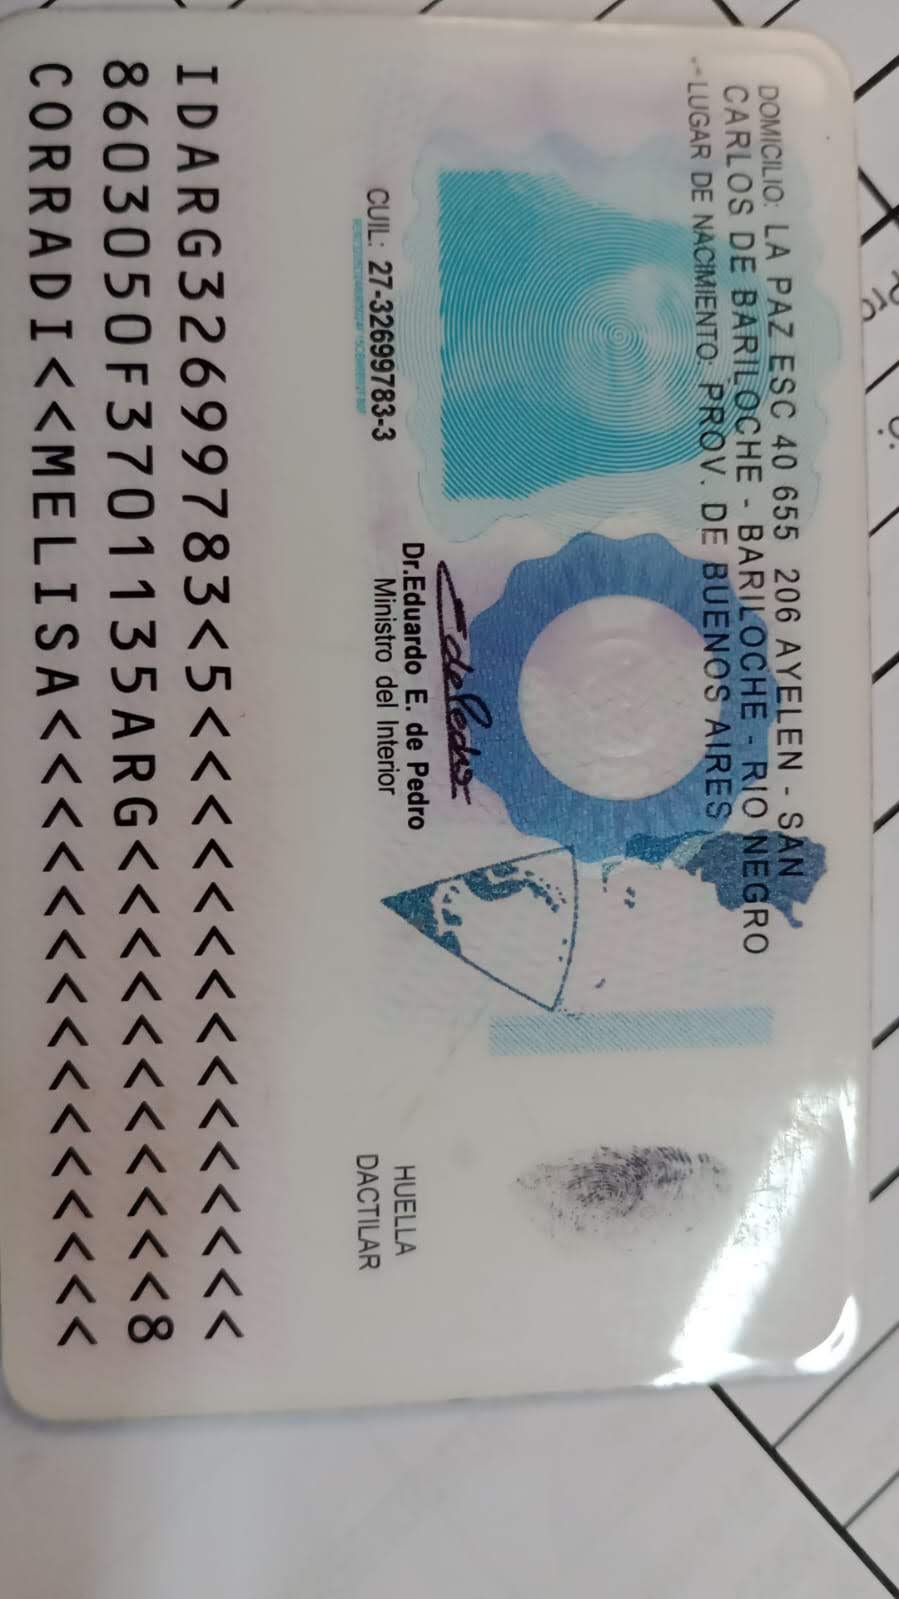 DOMICILIO: LA PAZ ESC 40 655 206 AYELEN - SAN
CARLOS DE BARILOCHE - BARILOCHE - RIO NEGRO
LUGAR DE NACIMIENTO: PROV. DE BUENOS AIRES
CUIL: 27-32699783-3
Dr.Eduardo E. de Pedro
Ministro del Interior
HUELLA
DACTILAR
IDARG32699783<5<<<<<<<<<<<<<<<
8603050F3701135ARG<<<<<<<<<<<8
CORRADI<<MELISA<<<<<<<<<<<<<<<